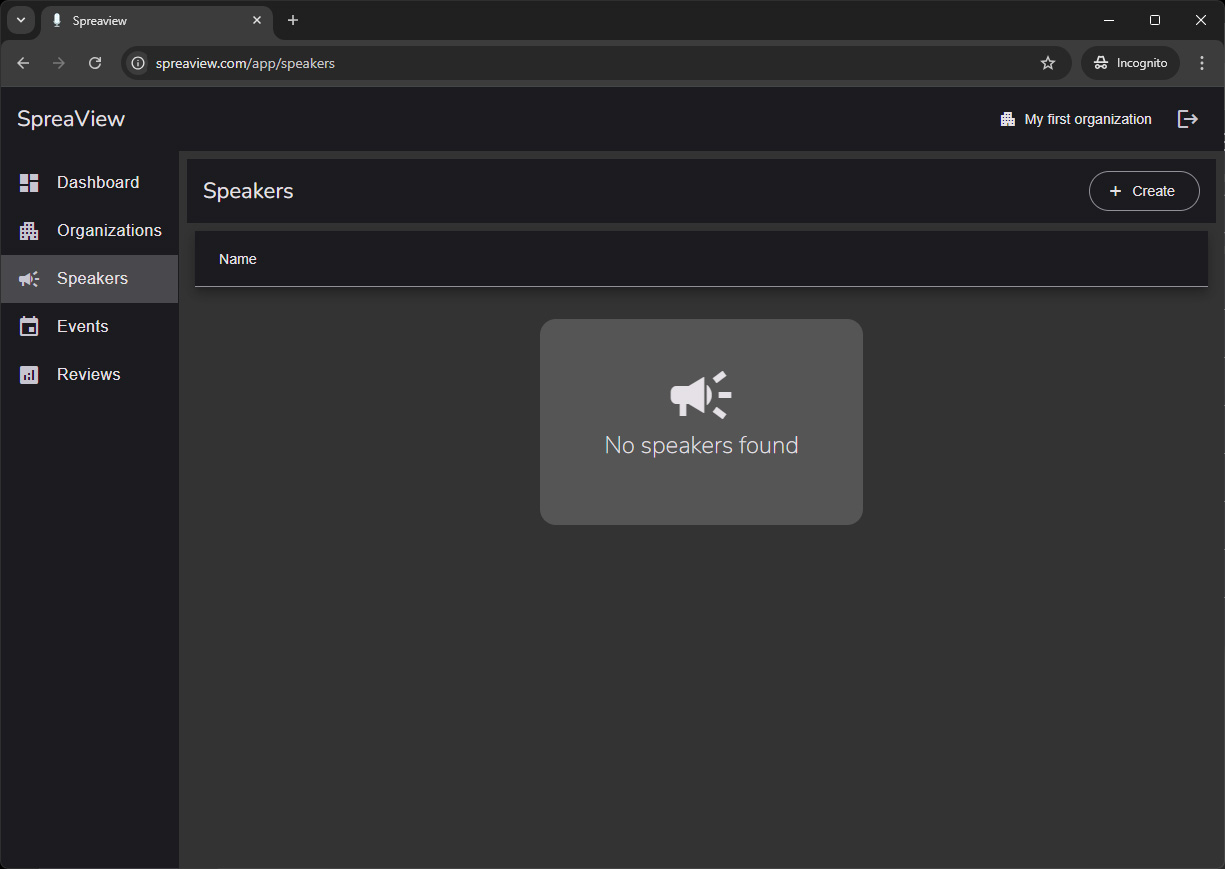 Spreaview
spreaview.com/app/speakers
Incognito
SpreaView
My first organization
Dashboard
Organizations
Speakers
Events
Reviews
Speakers
Create
Name
No speakers found